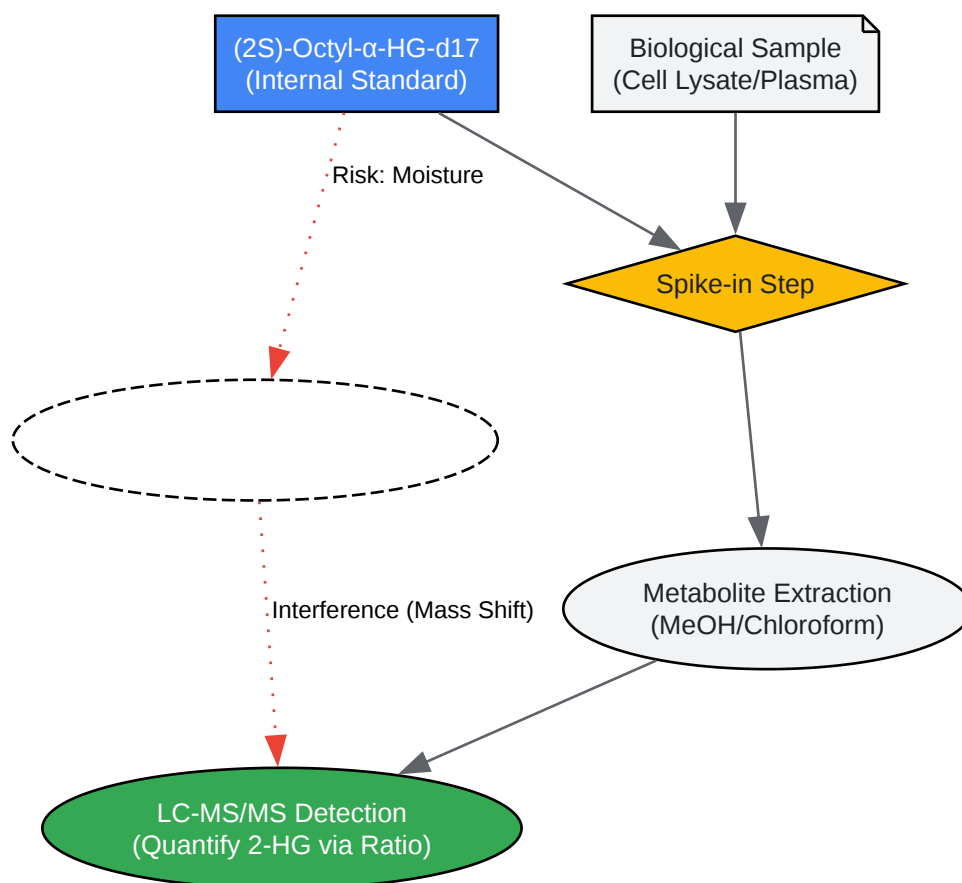 (2S)-Octyl-α-HG-d17
(Internal Standard)
Biological Sample
(Cell Lysate/Plasma)
Risk: Moisture
Spike-in Step
Metabolite Extraction
(MeOH/Chloroform)
Interference (Mass Shift)
LC-MS/MS Detection
(Quantify 2-HG via Ratio)